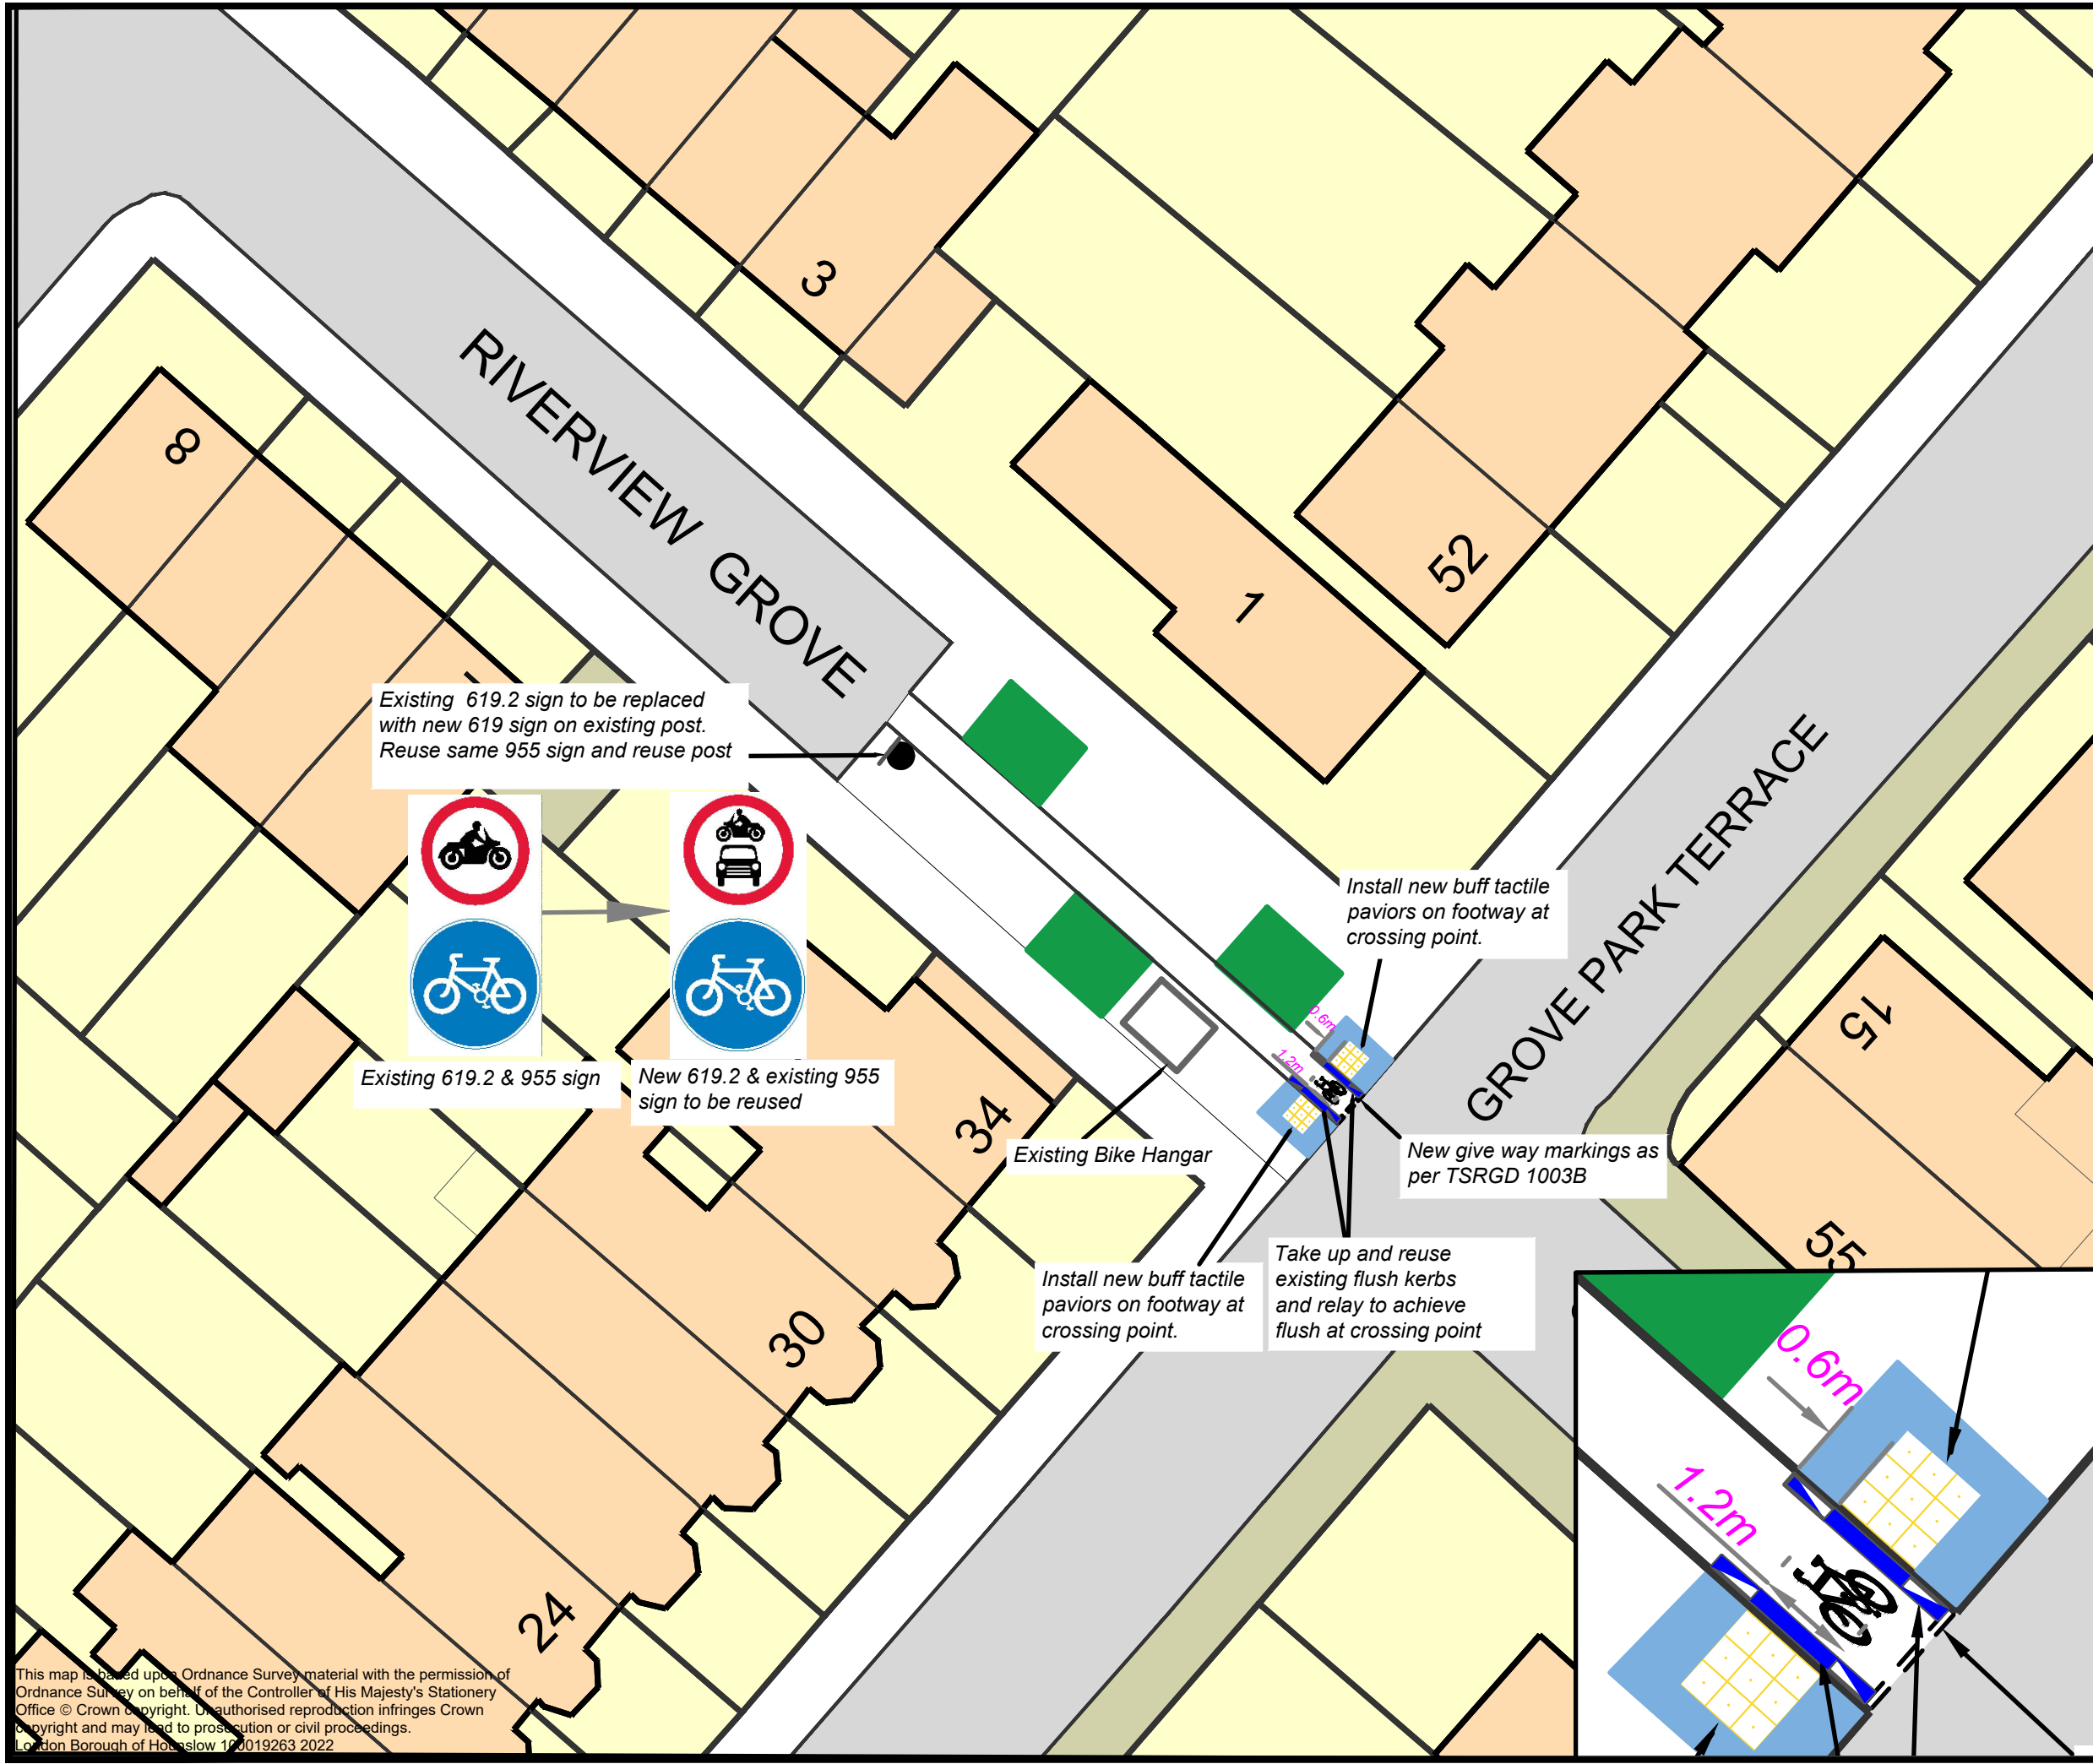 3
8
RIVERVIEW GROVE
1
52
Existing 619.2 sign to be replaced
with new 619 sign on existing post.
Reuse same 955 sign and reuse post
GROVE PARK TERRACE
Install new buff tactile
paviors on footway at
crossing point.
15
0.6m
1.2m
Existing 619.2 & 955 sign
New 619.2 & existing 955
sign to be reused
34
Existing Bike Hangar
New give way markings as
per TSRGD 1003B
55
Install new buff tactile
paviors on footway at
crossing point.
Take up and reuse
existing flush kerbs
and relay to achieve
flush at crossing point
30
0.6m
1.2m
24
This map is based upon Ordnance Survey material with the permission of
Ordnance Survey on behalf of the Controller of His Majesty's Stationery
Office © Crown copyright. Unauthorised reproduction infringes Crown
copyright and may lead to prosecution or civil proceedings.
London Borough of Hounslow 100019263 2022